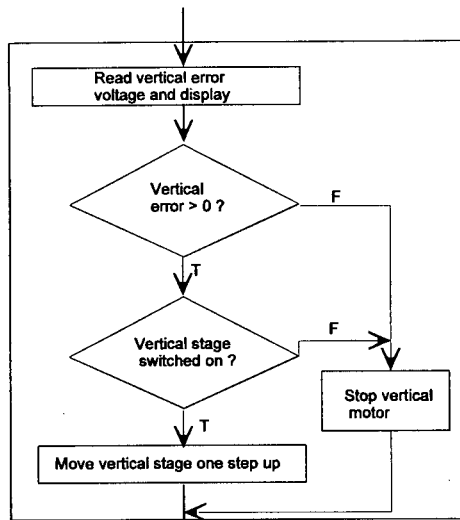 Read vertical error
voltage and display
Vertical
error > 0 ?
F
T
Vertical stage
switched on ?
F
Stop vertical
motor
T
Move vertical stage one step up